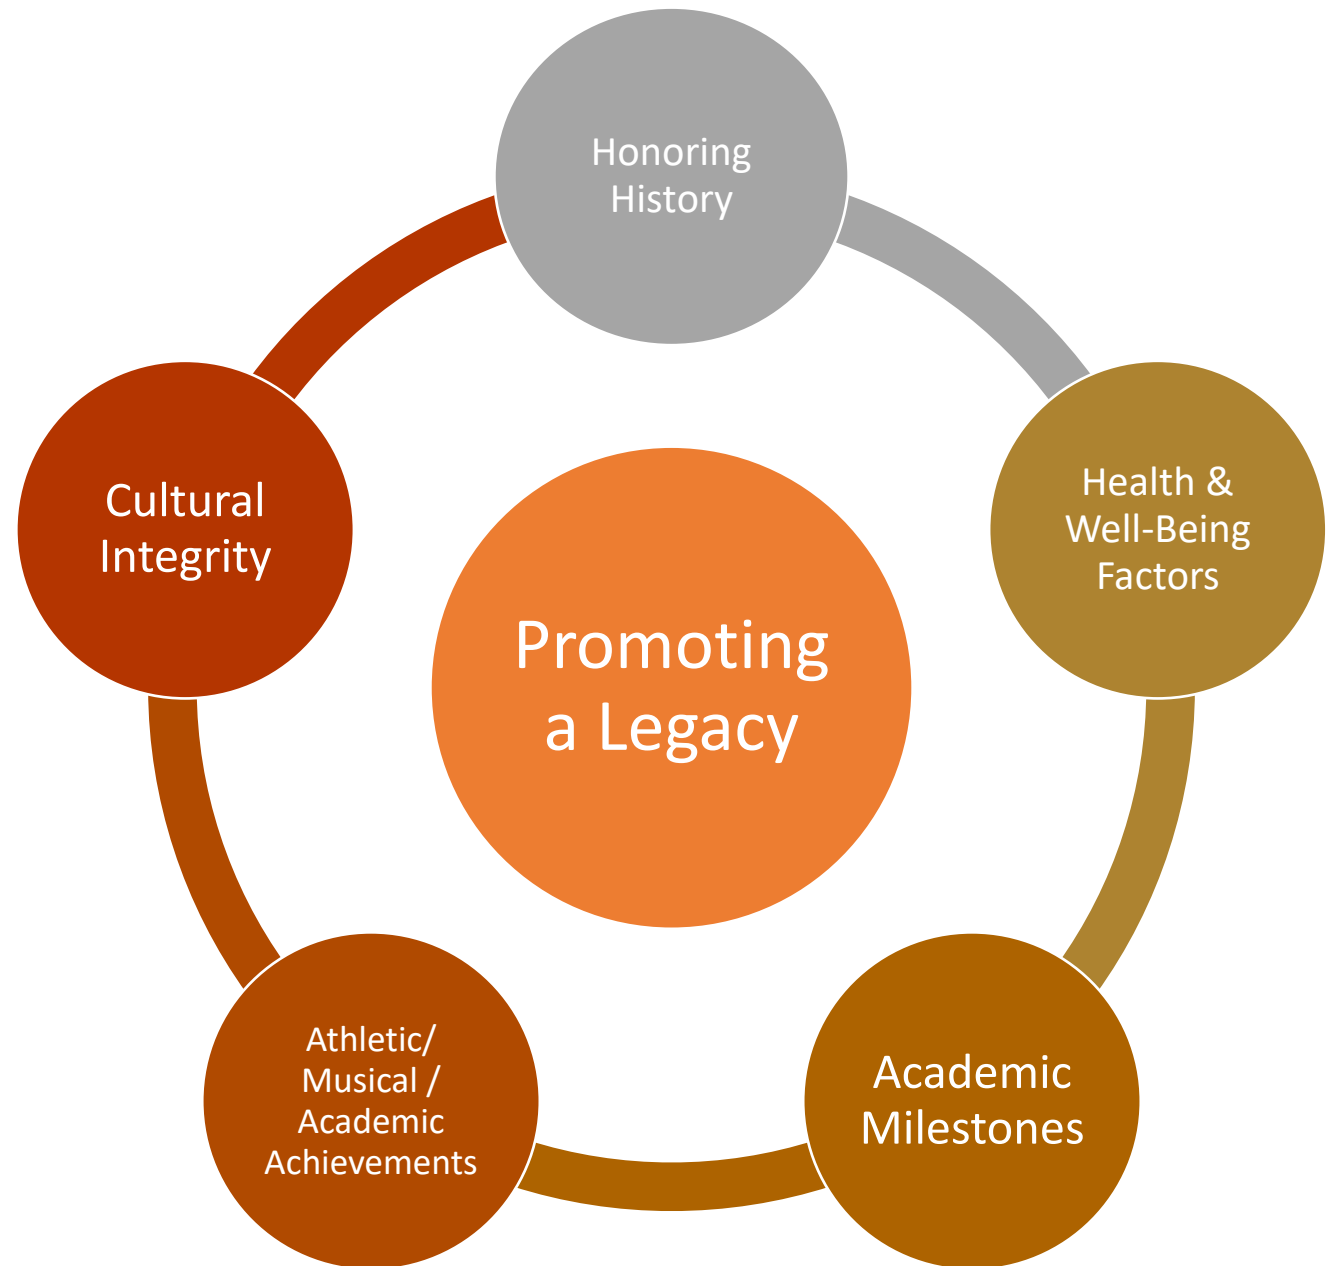 Honoring
History
Health &
Well-Being
Factors
Academic
Milestones
Athletic/
Musical /
Academic
Achievements
Cultural
Integrity
Promoting
a Legacy